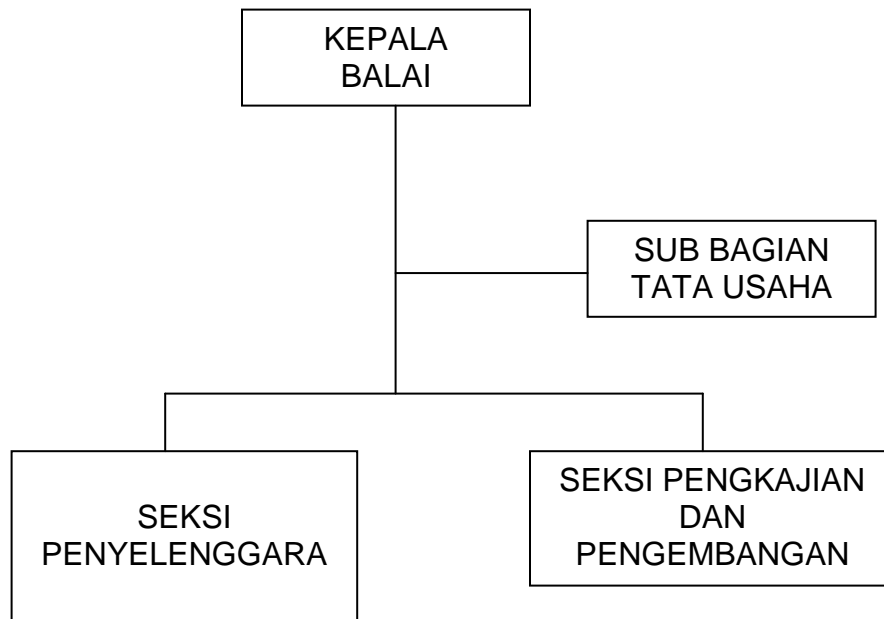 KEPALA
BALAI
SUB BAGIAN
TATA USAHA
SEKSI
PENYELENGGARA
SEKSI PENGKAJIAN
DAN
PENGEMBANGAN